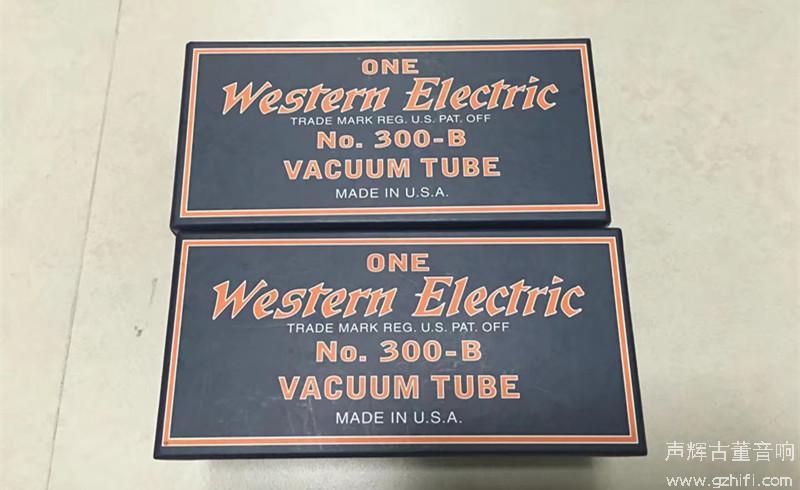 ONE
Western Electric
TRADE MARK REG. U.S. PAT. OFF
No. 300-B
VACUUM TUBE
MADE IN U.S.A.
ONE
Western Electric
TRADE MARK REG. U.S. PAT. OFF
No. 300-B
VACUUM TUBE
MADE IN U.S.A.
声辉古董音响
www.gzhifi.com